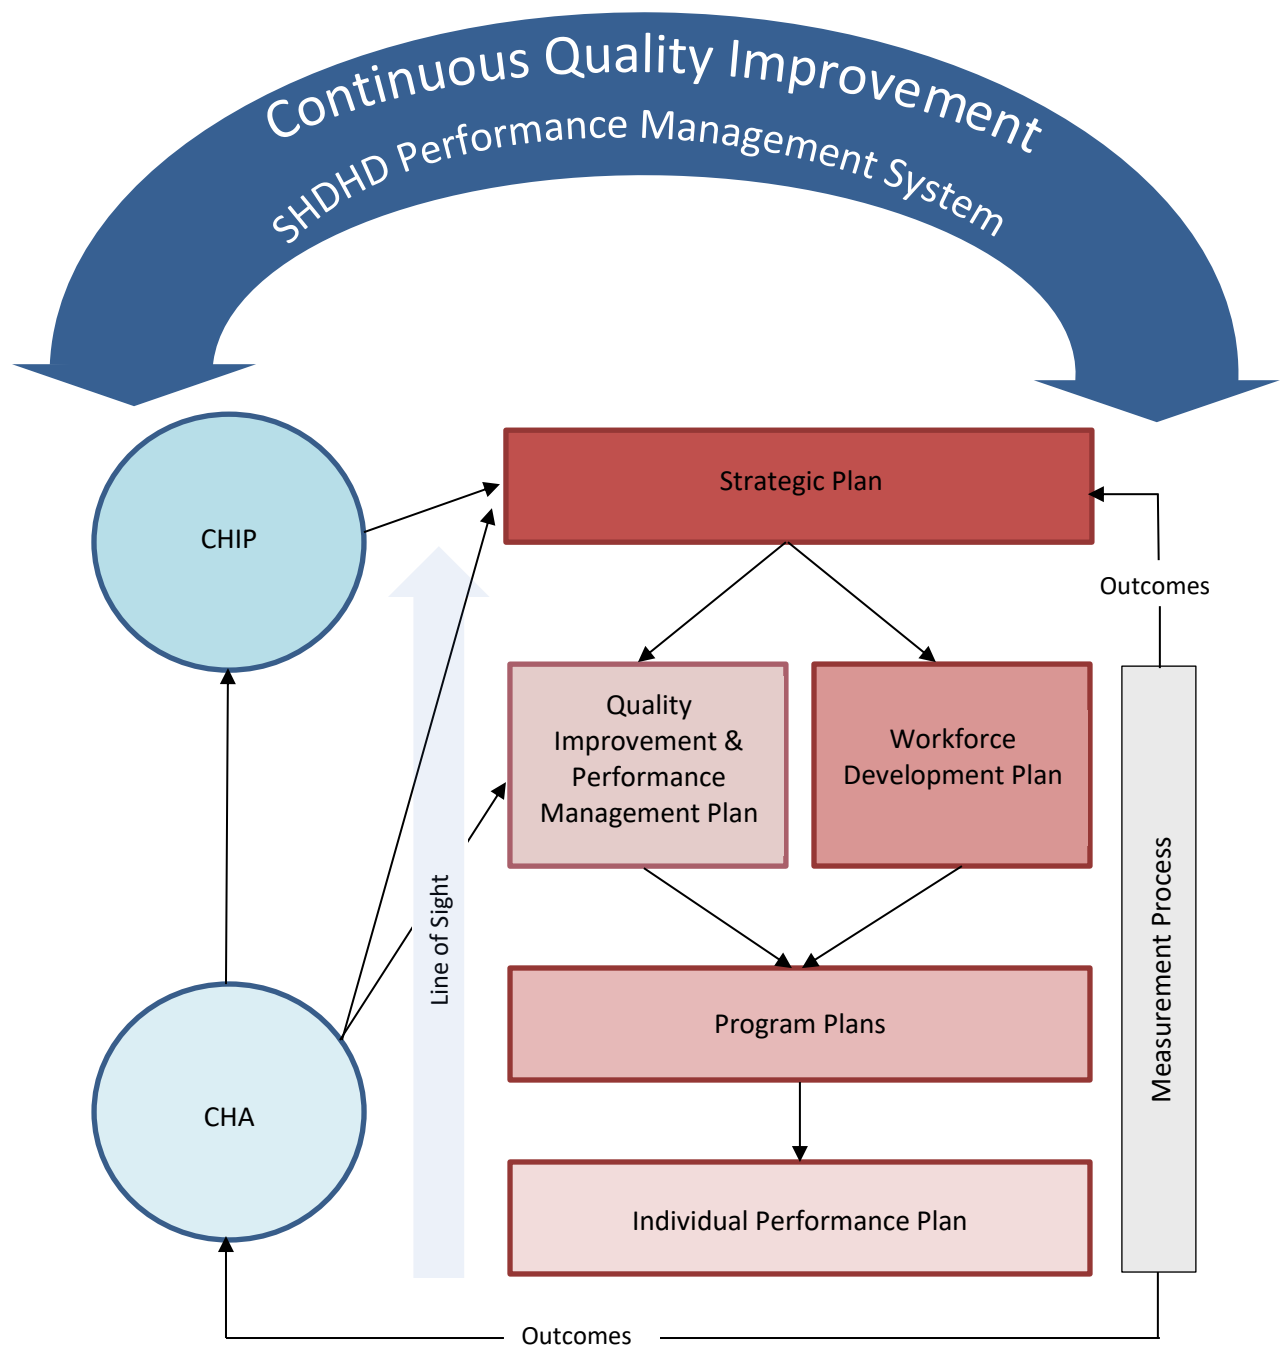 Continuous Quality Improvement
SHDHD Performance Management System
Strategic Plan
CHIP
Outcomes
Quality
Improvement &
Performance
Management Plan
Workforce
Development Plan
Line of Sight
Measurement Process
Program Plans
CHA
Individual Performance Plan
Outcomes